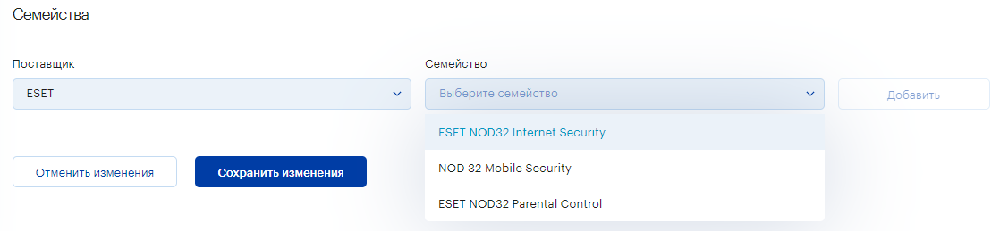 Семейства
Поставщик
Семейство
ESET
Выберите семейство
Добавить
ESET NOD32 Internet Security
Отменить изменения
Сохранить изменения
NOD 32 Mobile Security
ESET NOD32 Parental Control